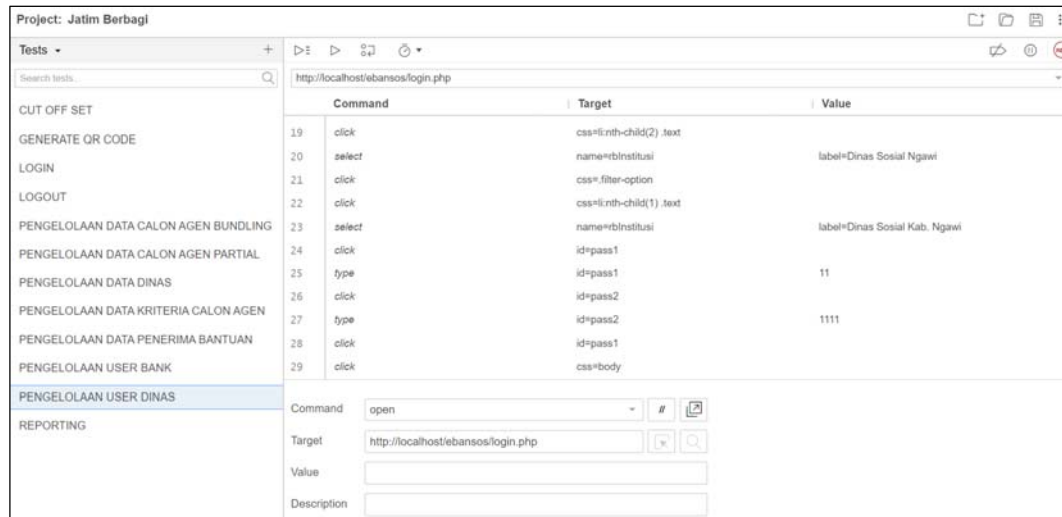 Project: Jatim Berbagi
Tests
Search tests...
CUT OFF SET
GENERATE QR CODE
LOGIN
LOGOUT
PENGELOLAAN DATA CALON AGEN BUNDLING
PENGELOLAAN DATA CALON AGEN PARTIAL
PENGELOLAAN DATA DINAS
PENGELOLAAN DATA KRITERIA CALON AGEN
PENGELOLAAN DATA PENERIMA BANTUAN
PENGELOLAAN USER BANK
PENGELOLAAN USER DINAS
REPORTING
http://localhost/ebansos/login.php
Command Target Value
19 click css=li:nth-child(2) .text
20 select name=rbInstitusi label=Dinas Sosial Ngawi
21 click css=.filter-option
22 click css=li:nth-child(1) .text
23 select name=rbInstitusi label=Dinas Sosial Kab. Ngawi
24 click id=pass1
25 type id=pass1 11
26 click id=pass2
27 type id=pass2 1111
28 click id=pass1
29 click css=body
Command open //
Target http://localhost/ebansos/login.php
Value
Description